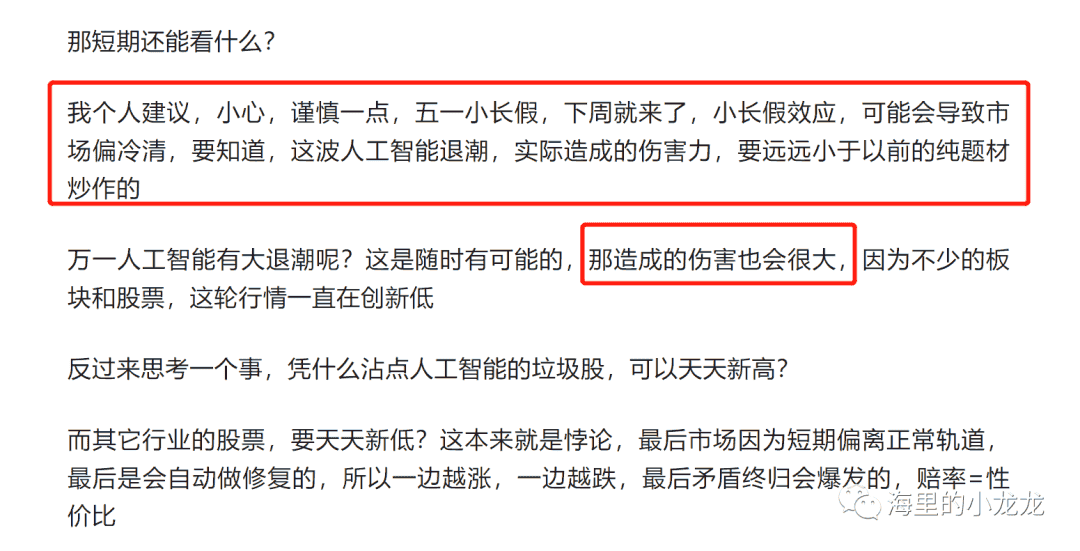 那短期还能看什么？
我个人建议，小心，谨慎一点，五一小长假，下周就来了，小长假效应，可能会导致市
场偏冷清，要知道，这波人工智能退潮，实际造成的伤害力，要远远小于以前的纯题材
炒作的
万一人工智能有大退潮呢？这是随时有可能的，那造成的伤害也会很大，因为不少的板
块和股票，这轮行情一直在创新低
反过来思考一个事，凭什么沾点人工智能的垃圾股，可以天天新高？
而其它行业的股票，要天天新低？这本来就是悖论，最后市场因为短期偏离正常轨道，
最后是会自动做修复的，所以一边越涨，一边越跌，最后矛盾终归会爆发的，赔率=性
价比
海里的小龙龙